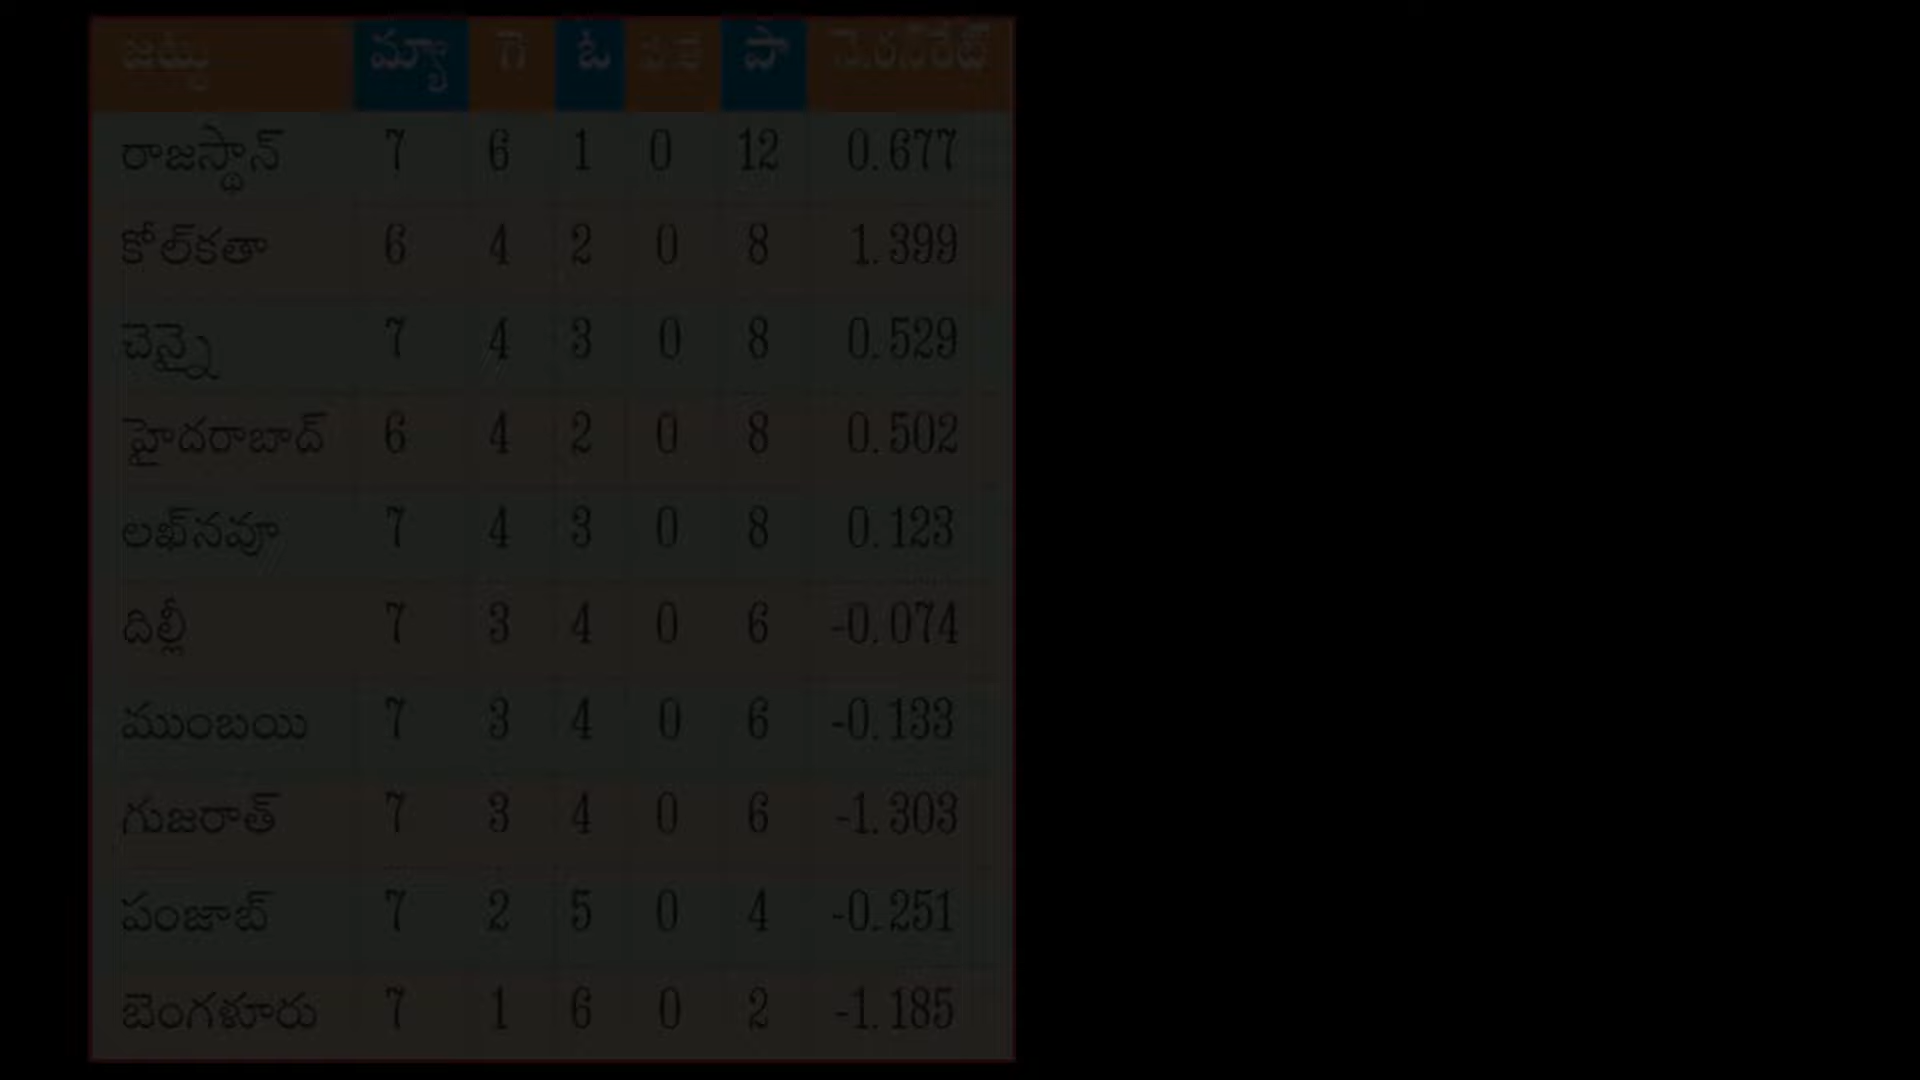 జట్టు మ్యా గె ఓ ఫ.తే పా నె.రన్‌రేట్
రాజస్థాన్ 7 6 1 0 12 0.677
కోల్‌కతా 6 4 2 0 8 1.399
చెన్నై 7 4 3 0 8 0.529
హైదరాబాద్ 6 4 2 0 8 0.502
లఖ్‌నవూ 7 4 3 0 8 0.123
దిల్లీ 7 3 4 0 6 -0.074
ముంబయి 7 3 4 0 6 -0.133
గుజరాత్ 7 3 4 0 6 -1.303
పంజాబ్ 7 2 5 0 4 -0.251
బెంగళూరు 7 1 6 0 2 -1.185